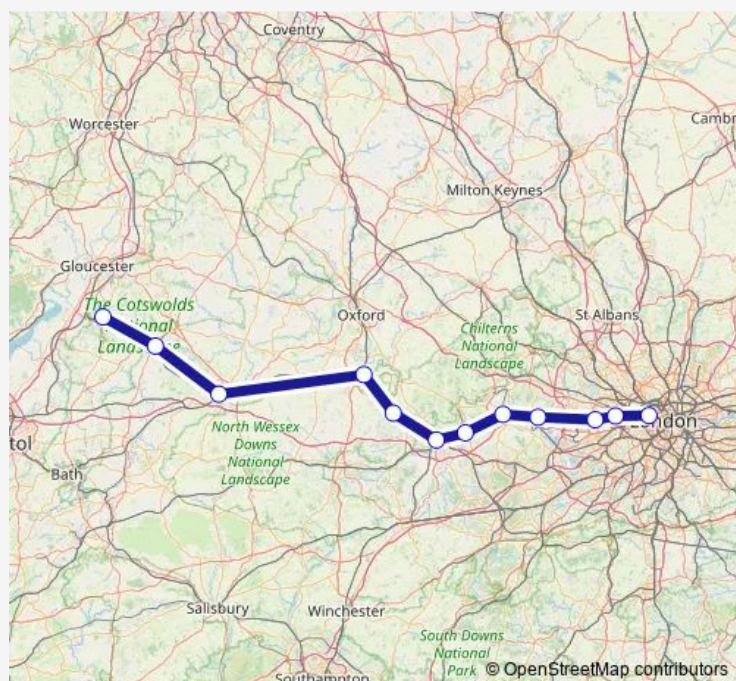 Coventry
Worcester
Cambr
Milton Keynes
Gloucester
The Cotswolds
National
Landscape
Oxford
St Albans
Chilterns
National
Landscape
London
North Wessex
Downs
National
Landscape
tol
Bath
Salisbury
Winchester
South Downs
National
Park
Southampton
© OpenStreetMap contributors